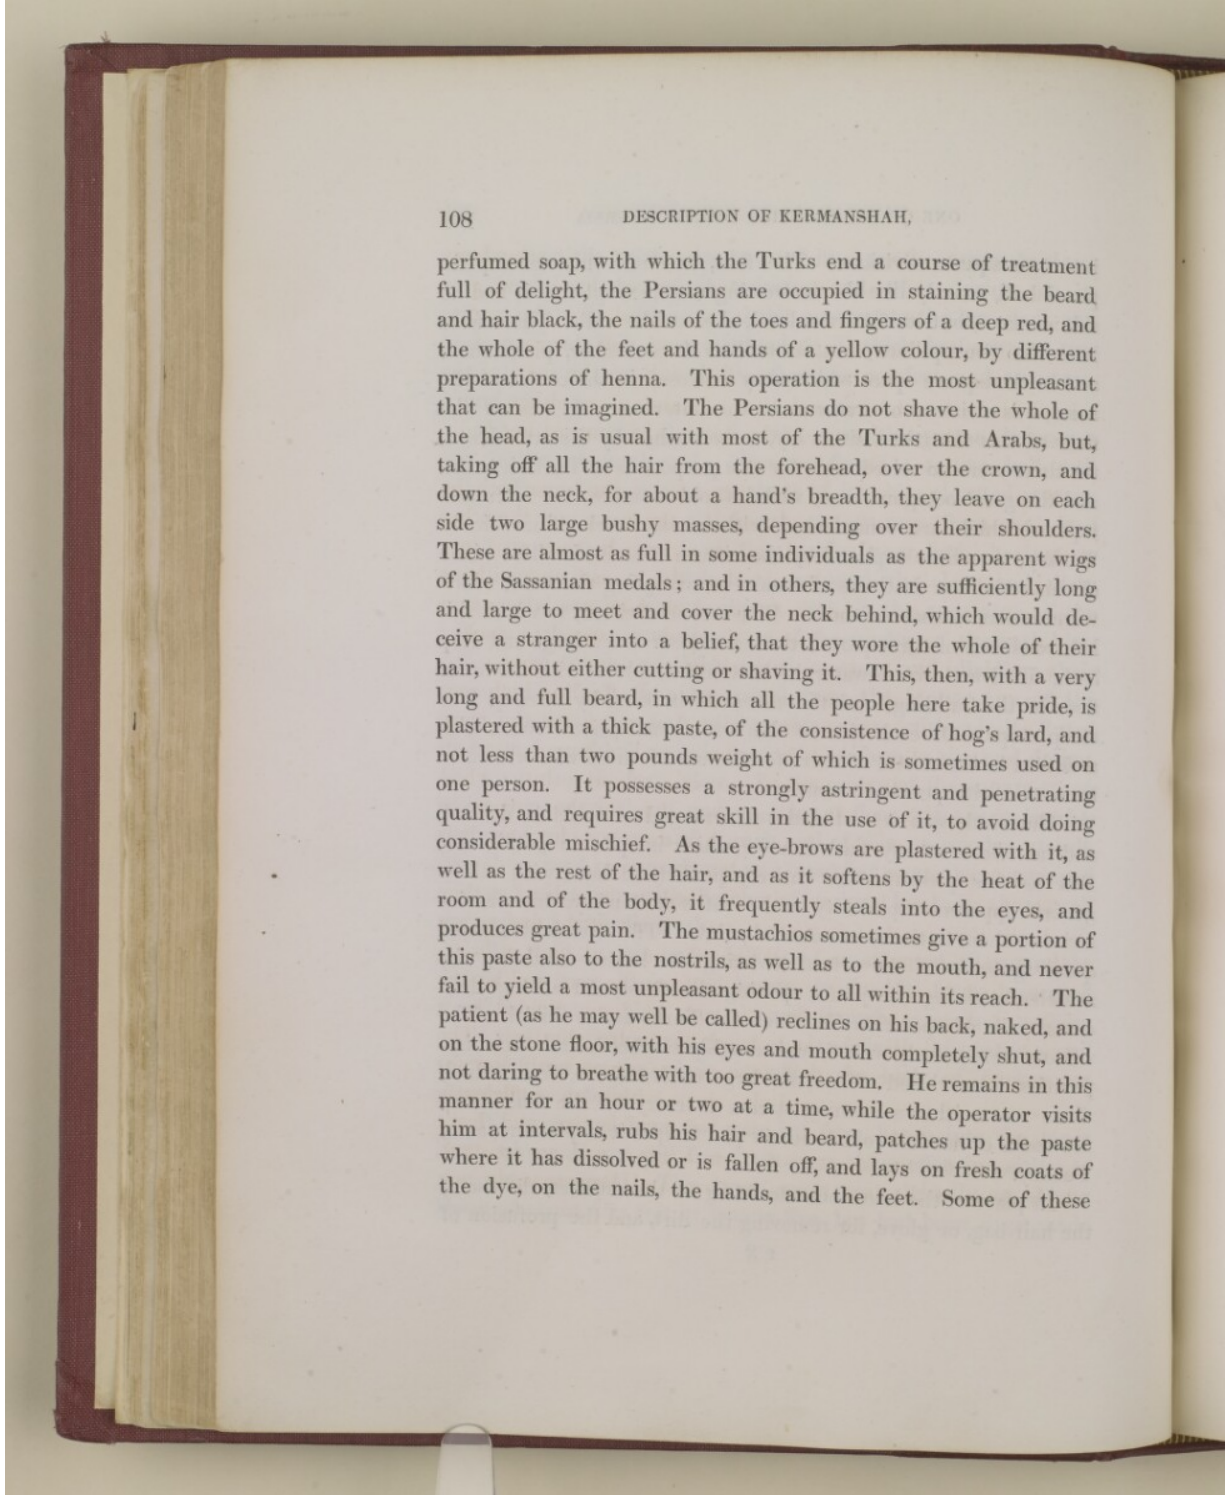 108
DESCRIPTION OF KERMANSHAH,
perfumed soap, with which the Turks end a course of treatment
full of delight, the Persians are occupied in staining the beard
and hair black, the nails of the toes and fingers of a deep red, and
the whole of the feet and hands of a yellow colour, by different
preparations of henna. This operation is the most unpleasant
that can be imagined. The Persians do not shave the whole of
the head, as is usual with most of the Turks and Arabs, but,
taking off all the hair from the forehead, over the crown, and
down the neck, for about a hand's breadth, they leave on each
side two large bushy masses, depending over their shoulders.
These are almost as full in some individuals as the apparent wigs
of the Sassanian medals; and in others, they are sufficiently long
and large to meet and cover the neck behind, which would de-
ceive a stranger into a belief, that they wore the whole of their
hair, without either cutting or shaving it. This, then, with a very
long and full beard, in which all the people here take pride, is
plastered with a thick paste, of the consistence of hog's lard, and
not less than two pounds weight of which is sometimes used on
one person. It possesses a strongly astringent and penetrating
quality, and requires great skill in the use of it, to avoid doing
considerable mischief. As the eye-brows are plastered with it, as
well as the rest of the hair, and as it softens by the heat of the
room and of the body, it frequently steals into the eyes, and
produces great pain. The mustachios sometimes give a portion of
this paste also to the nostrils, as well as to the mouth, and never
fail to yield a most unpleasant odour to all within its reach. The
patient (as he may well be called) reclines on his back, naked, and
on the stone floor, with his eyes and mouth completely shut, and
not daring to breathe with too great freedom. He remains in this
manner for an hour or two at a time, while the operator visits
him at intervals, rubs his hair and beard, patches up the paste
where it has dissolved or is fallen off, and lays on fresh coats of
the dye, on the nails, the hands, and the feet. Some of these